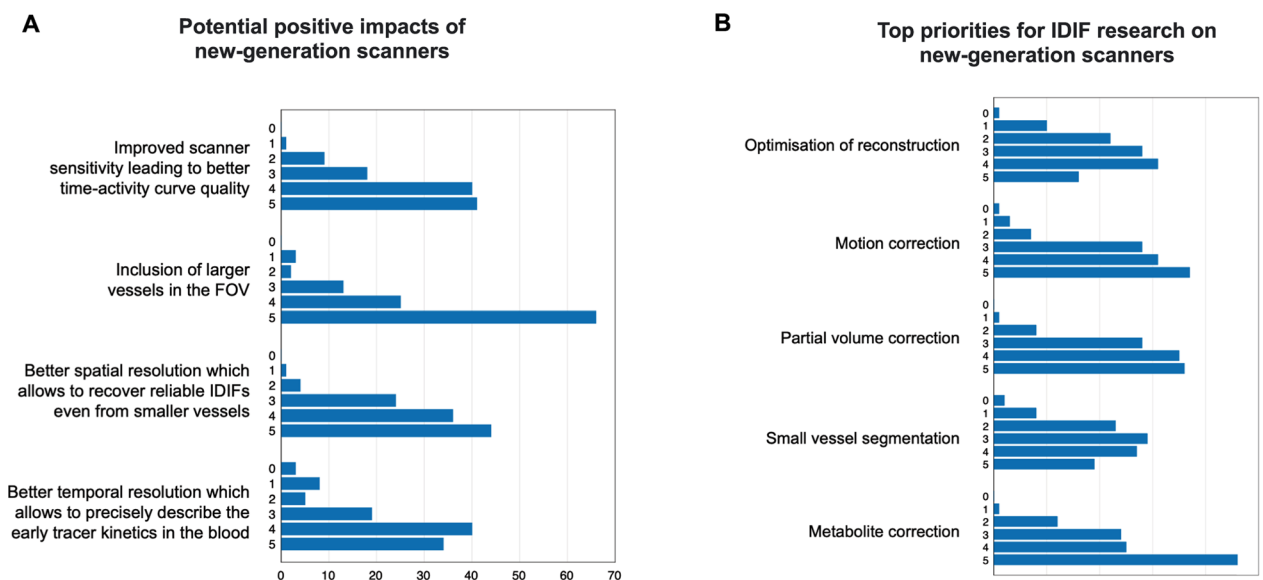 A
Potential positive impacts of
new-generation scanners
Improved scanner
sensitivity leading to better
time-activity curve quality
0
1
2
3
4
5
Inclusion of larger
vessels in the FOV
0
1
2
3
4
5
Better spatial resolution which
allows to recover reliable IDIFs
even from smaller vessels
0
1
2
3
4
5
Better temporal resolution which
allows to precisely describe the
early tracer kinetics in the blood
0
1
2
3
4
5
0 10 20 30 40 50 60 70
B
Top priorities for IDIF research on
new-generation scanners
Optimisation of reconstruction
0
1
2
3
4
5
Motion correction
0
1
2
3
4
5
Partial volume correction
0
1
2
3
4
5
Small vessel segmentation
0
1
2
3
4
5
Metabolite correction
0
1
2
3
4
5